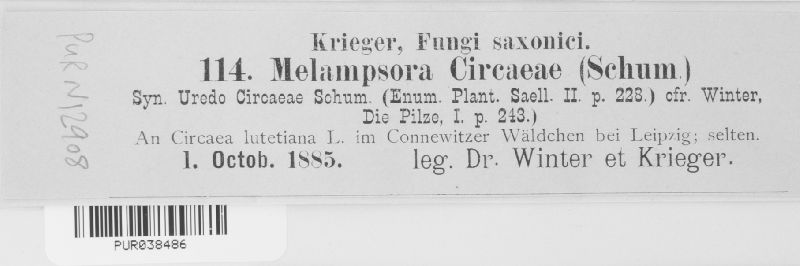 Krieger, Fungi saxonici.
114. Melampsora Circaeae (Schum.)
Syn. Uredo Circaeae Schum. (Enum. Plant. Saell. II. p. 228.) cfr. Winter,
Die Pilze, I. p. 243.)
An Circaea lutetiana L. im Connewitzer Wäldchen bei Leipzig; selten.
1. Octob. 1885. leg. Dr. Winter et Krieger.
PUR N12908
PUR038486